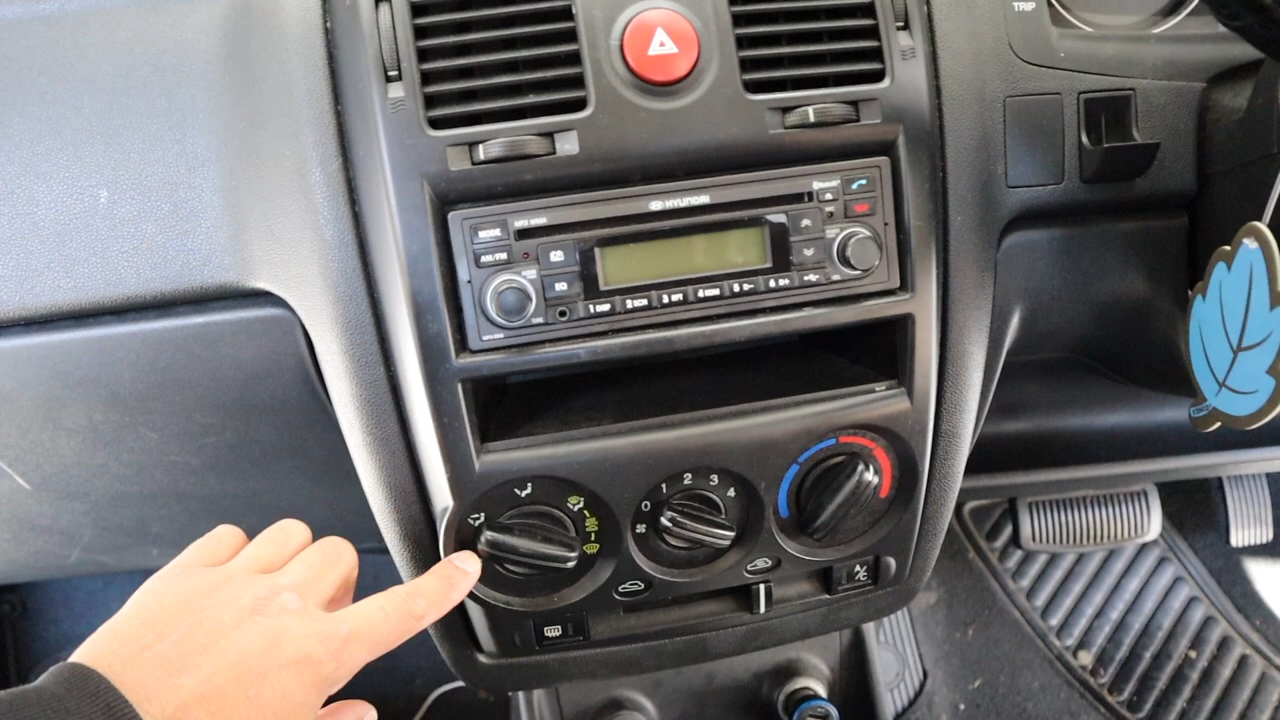 TRIP
HYUNDAI
Bluetooth
MP3 WMA
MODE
AM/FM
EQ
1 DISP
2 SCN
3 RPT
4 RDM
5 D-
6 D+
0 1 2 3 4
A/C